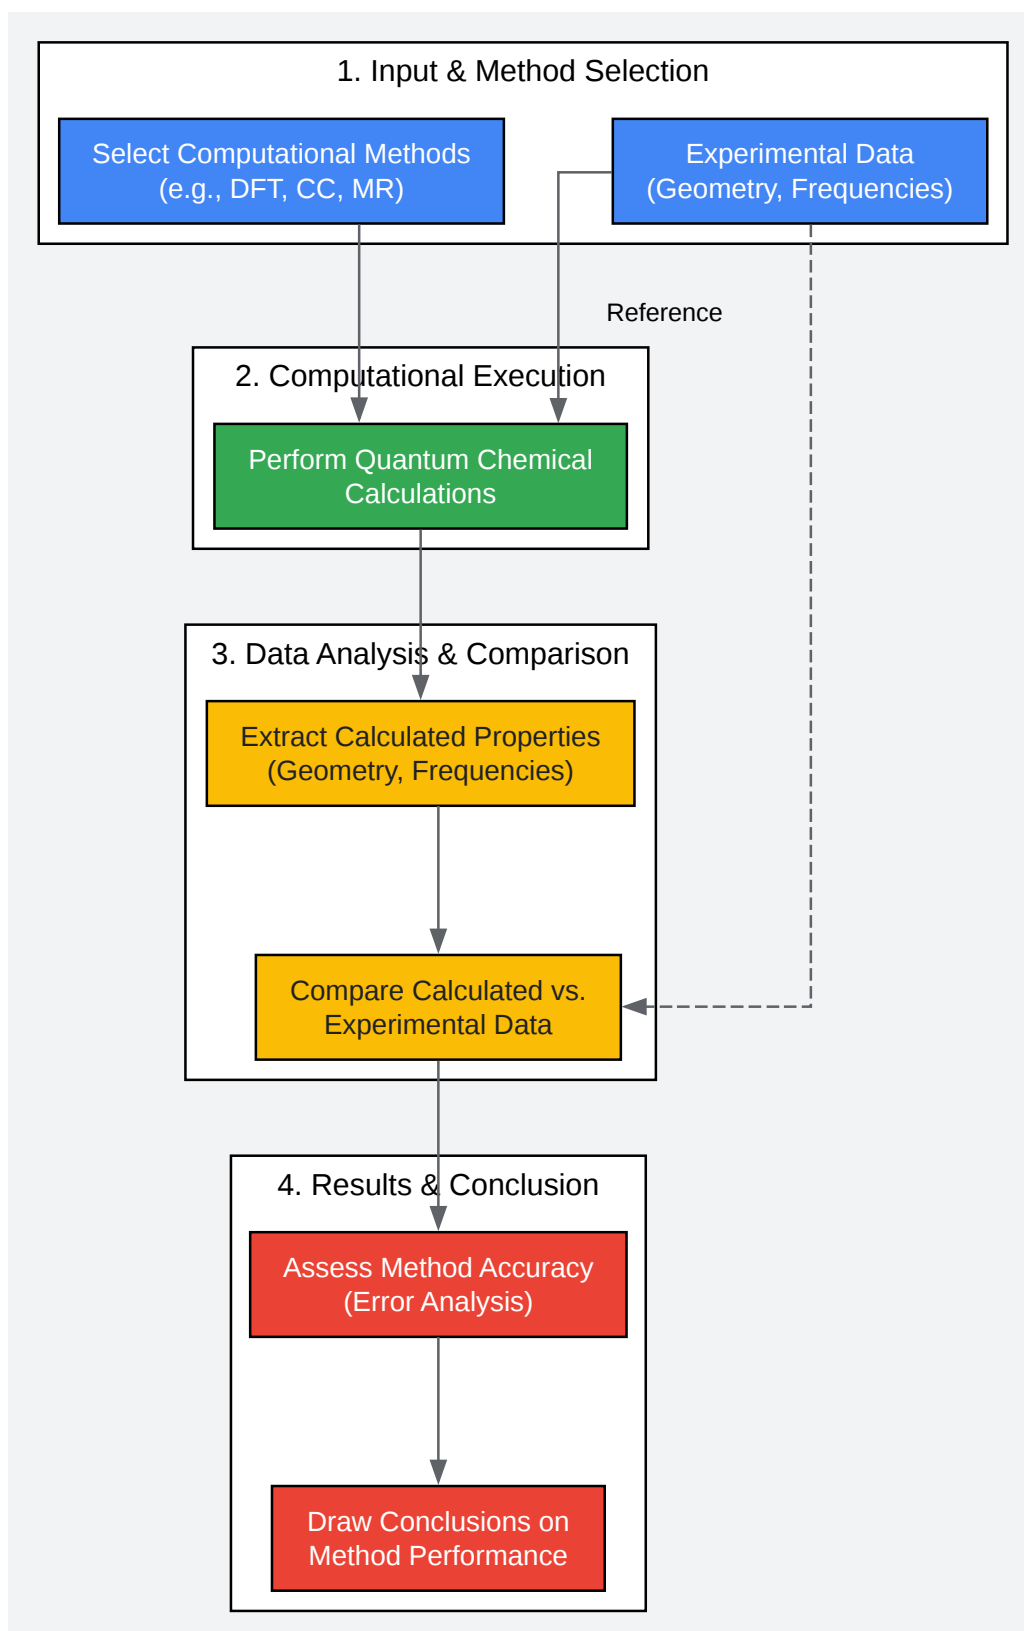 1. Input & Method Selection
Select Computational Methods
(e.g., DFT, CC, MR)
Experimental Data
(Geometry, Frequencies)
Reference
2. Computational Execution
Perform Quantum Chemical
Calculations
3. Data Analysis & Comparison
Extract Calculated Properties
(Geometry, Frequencies)
Compare Calculated vs.
Experimental Data
4. Results & Conclusion
Assess Method Accuracy
(Error Analysis)
Draw Conclusions on
Method Performance